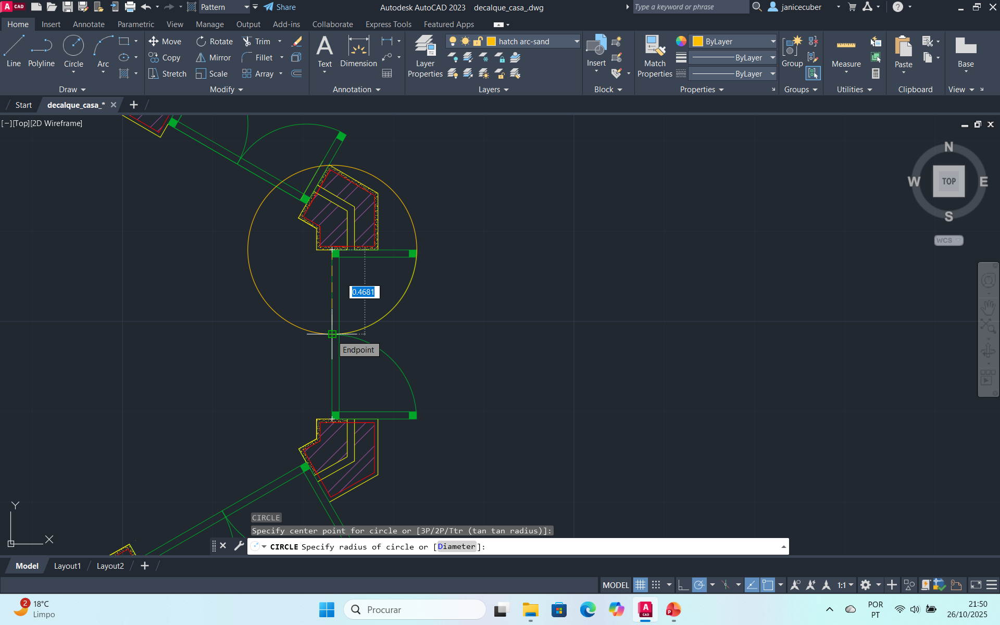 A CAD
Pattern
Share
Autodesk AutoCAD 2023 decalque_casa_.dwg
Type a keyword or phrase
janicecuber
Home Insert Annotate Parametric View Manage Output Add-ins Collaborate Express Tools Featured Apps
Line Polyline Circle Arc
Draw
Move Rotate Trim
Copy Mirror Fillet
Stretch Scale Array
Modify
Text Dimension
Annotation
Layer Properties
hatch arc-sand
Layers
Insert
Block
Match Properties
ByLayer
ByLayer
ByLayer
Properties
Group
Groups
Measure
Utilities
Paste
Clipboard
Base
View
Start decalque_casa_*
[−][Top][2D Wireframe]
N
W TOP E
S
WCS
0.4681
Endpoint
Y
X
CIRCLE
Specify center point for circle or [3P/2P/Ttr (tan tan radius)]:
CIRCLE Specify radius of circle or [Diameter]:
Model Layout1 Layout2
MODEL
1:1
2
18°C
Limpo
Procurar
A CAD
P
POR
PT
21:50
26/10/2025